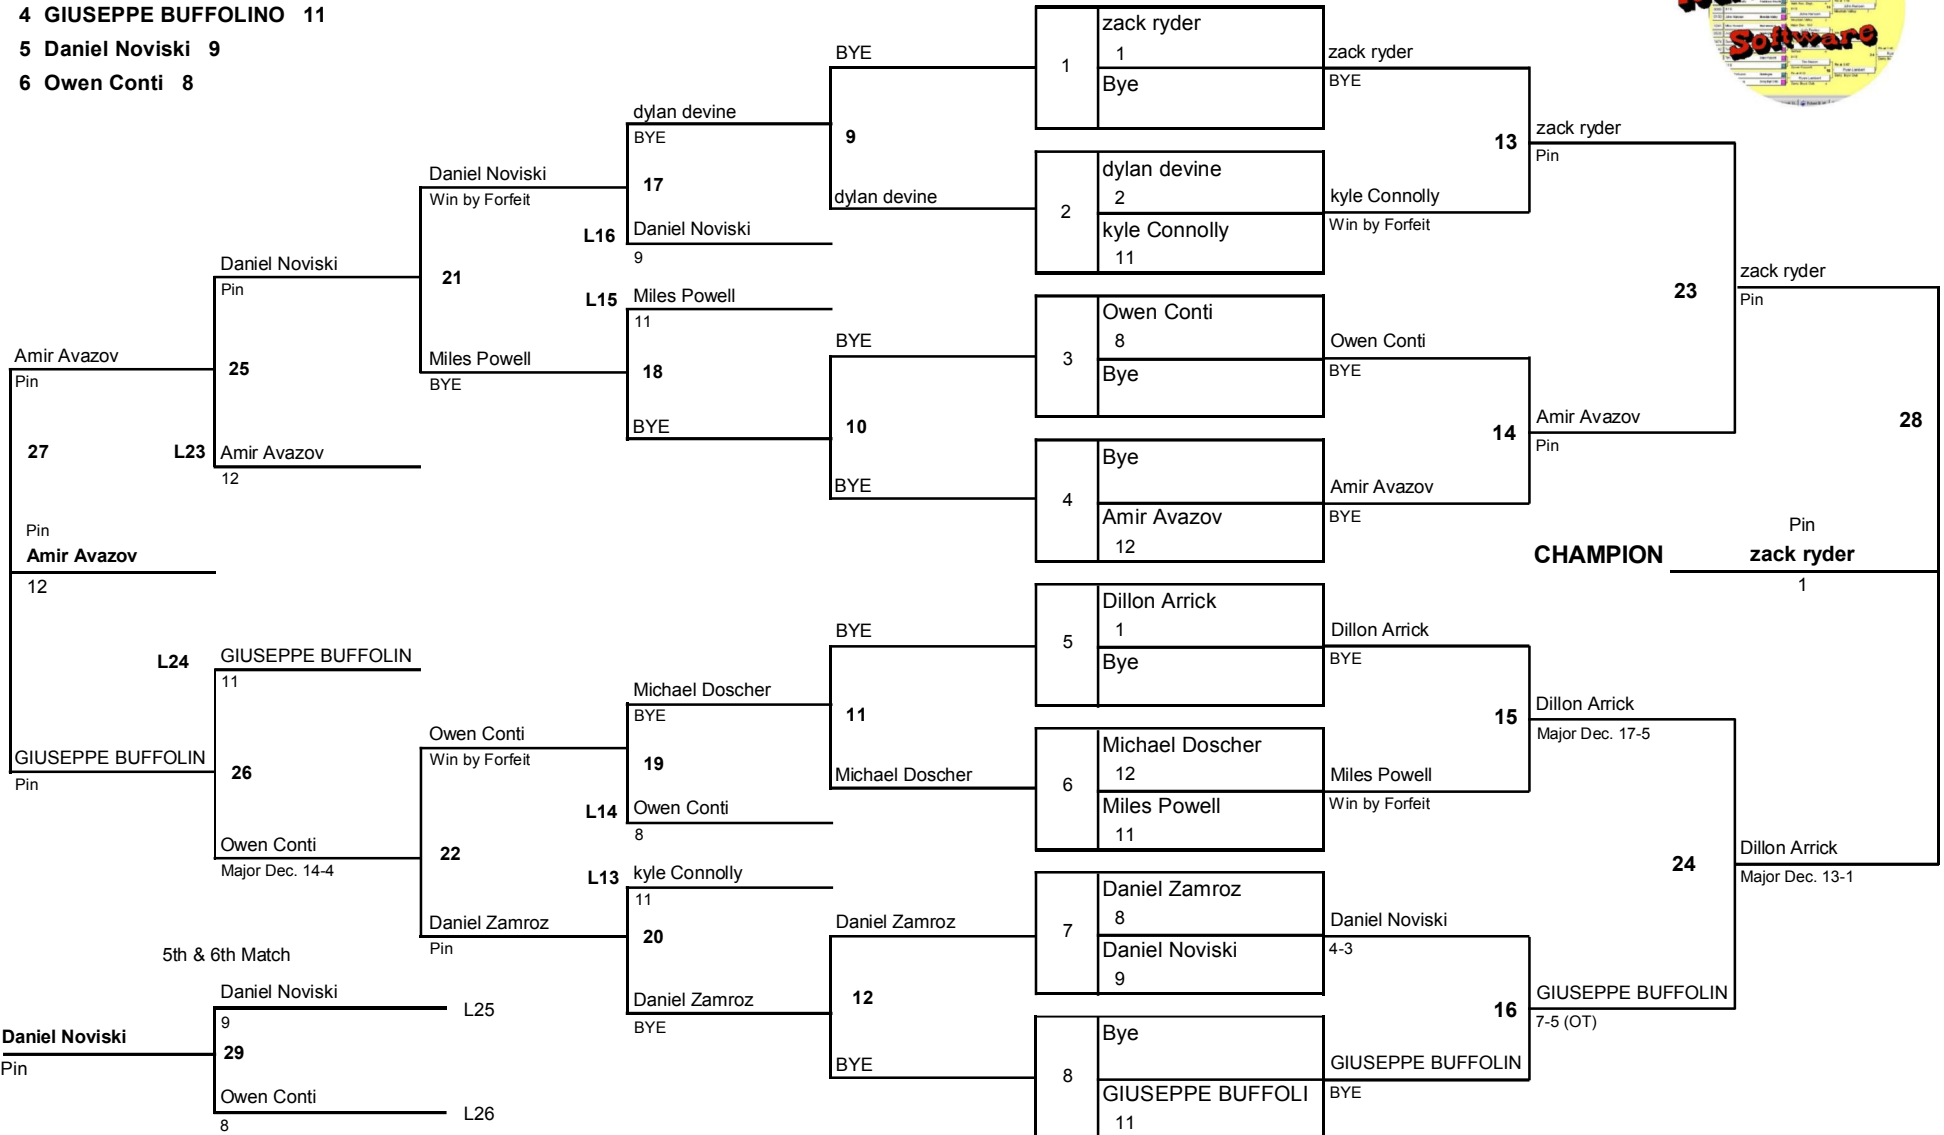 4 GIUSEPPE BUFFOLINO 11
5 Daniel Noviski 9
6 Owen Conti 8
Software
BYE
dylan devine
BYE
9
Daniel Noviski
Win by Forfeit
17
dylan devine
L16
Daniel Noviski
9
Daniel Noviski
Pin
21
L15
Miles Powell
11
Amir Avazov
Pin
25
Miles Powell
BYE
18
BYE
BYE
10
BYE
27
L23
Amir Avazov
12
Pin
Amir Avazov
12
L24
GIUSEPPE BUFFOLIN
11
BYE
Michael Doscher
BYE
11
Owen Conti
Win by Forfeit
19
Michael Doscher
GIUSEPPE BUFFOLIN
Pin
26
L14
Owen Conti
8
Owen Conti
Major Dec. 14-4
22
L13
kyle Connolly
11
Daniel Zamroz
Pin
20
Daniel Zamroz
12
Daniel Zamroz
BYE
BYE
5th & 6th Match
Daniel Noviski
L25
9
Daniel Noviski
Pin
29
Owen Conti
L26
8
1
zack ryder
1
Bye
2
dylan devine
2
kyle Connolly
11
3
Owen Conti
8
Bye
4
Bye
Amir Avazov
12
5
Dillon Arrick
1
Bye
6
Michael Doscher
12
Miles Powell
11
7
Daniel Zamroz
8
Daniel Noviski
9
8
Bye
GIUSEPPE BUFFOLI
11
zack ryder
BYE
13
kyle Connolly
Win by Forfeit
Owen Conti
BYE
14
Amir Avazov
BYE
Dillon Arrick
BYE
15
Miles Powell
Win by Forfeit
Daniel Noviski
4-3
16
GIUSEPPE BUFFOLIN
BYE
zack ryder
Pin
23
Amir Avazov
Pin
Dillon Arrick
Major Dec. 17-5
24
GIUSEPPE BUFFOLIN
7-5 (OT)
zack ryder
Pin
28
Dillon Arrick
Major Dec. 13-1
Pin
CHAMPION zack ryder
1